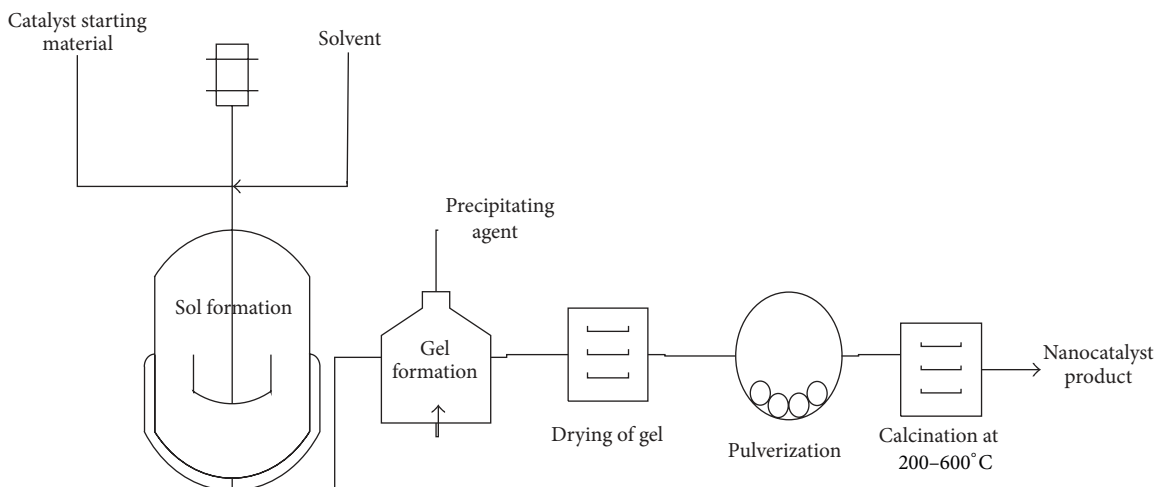 Catalyst starting
material
Solvent
Precipitating
agent
Sol formation
Gel
formation
Drying of gel
Pulverization
Calcination at
200–600°C
Nanocatalyst
product